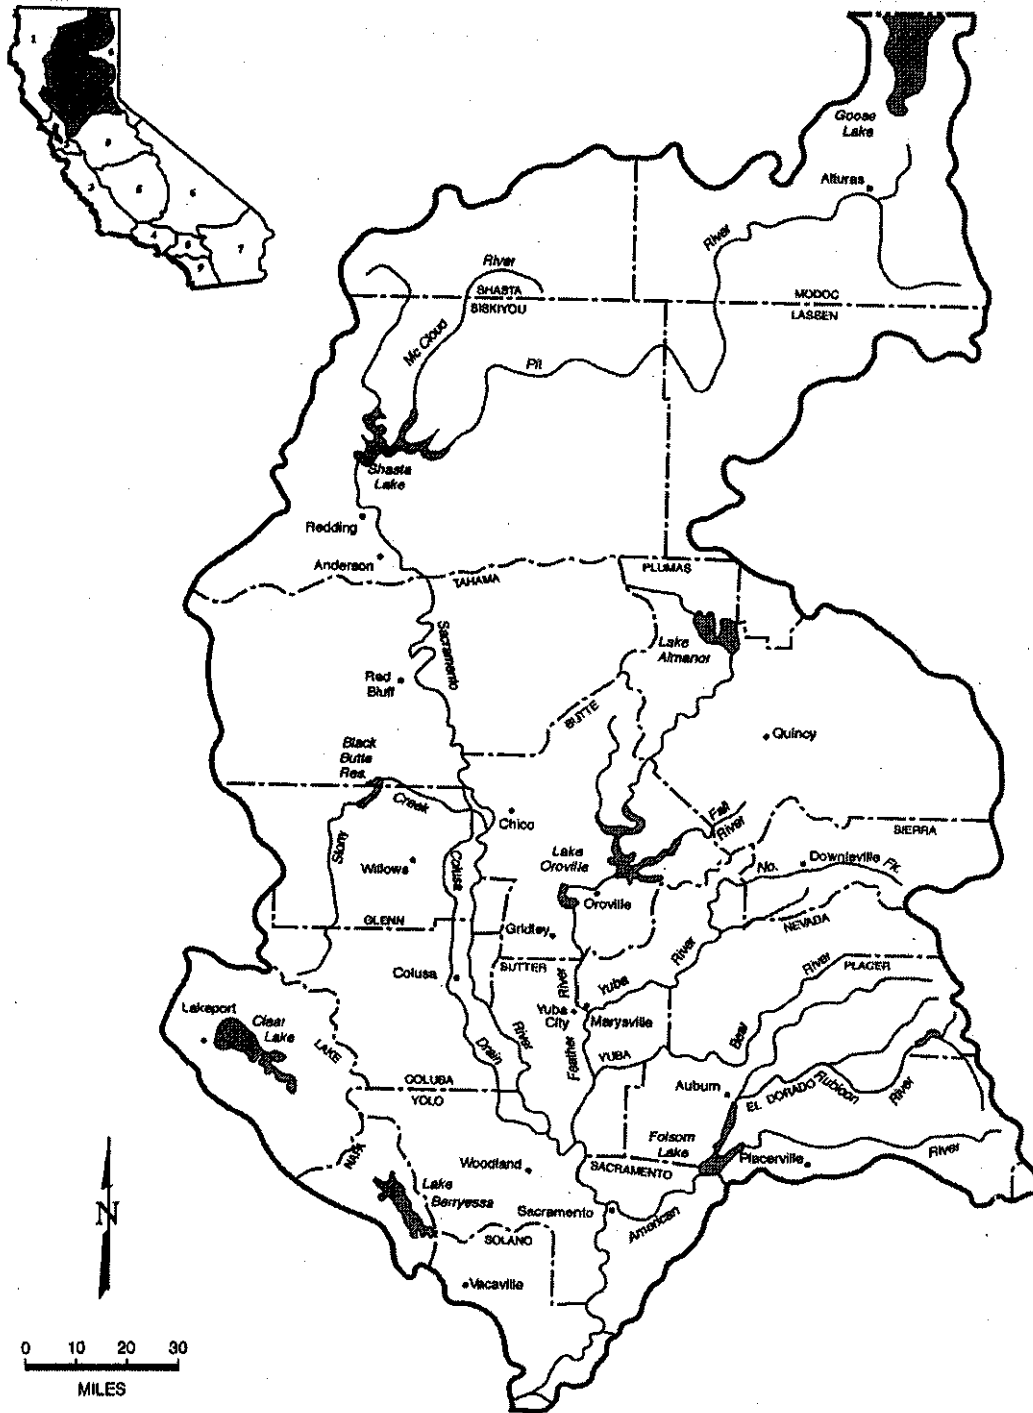 1
Goose
Lake
Alturas
River
River
SHASTA
SISKIYOU
MODOC
LASSEN
Mc Cloud
Pit
Shasta
Lake
Redding
Anderson
TAHAMA
PLUMAS
Sacramento
Lake
Almanor
Red
Bluff
BUTTE
Quincy
Black
Butte
Res.
Creek
Chico
Fall
River
SIERRA
Stony
Willows
Colusa
Lake
Oroville
No.
Downieville
Fk.
Oroville
GLENN
Gridley
NEVADA
SUTTER
River
River
River
PLACER
Colusa
Yuba
Yuba
City
Marysville
Lakeport
Clear
Lake
LAKE
Drain
River
Feather
YUBA
Bear
COLUSA
YOLO
Auburn
EL DORADO
Rubicon
River
Folsom
Lake
NAPA
Woodland
SACRAMENTO
Placerville
River
Lake
Berryessa
Sacramento
American
N
SOLANO
Vacaville
0 10 20 30
MILES
3
4
7